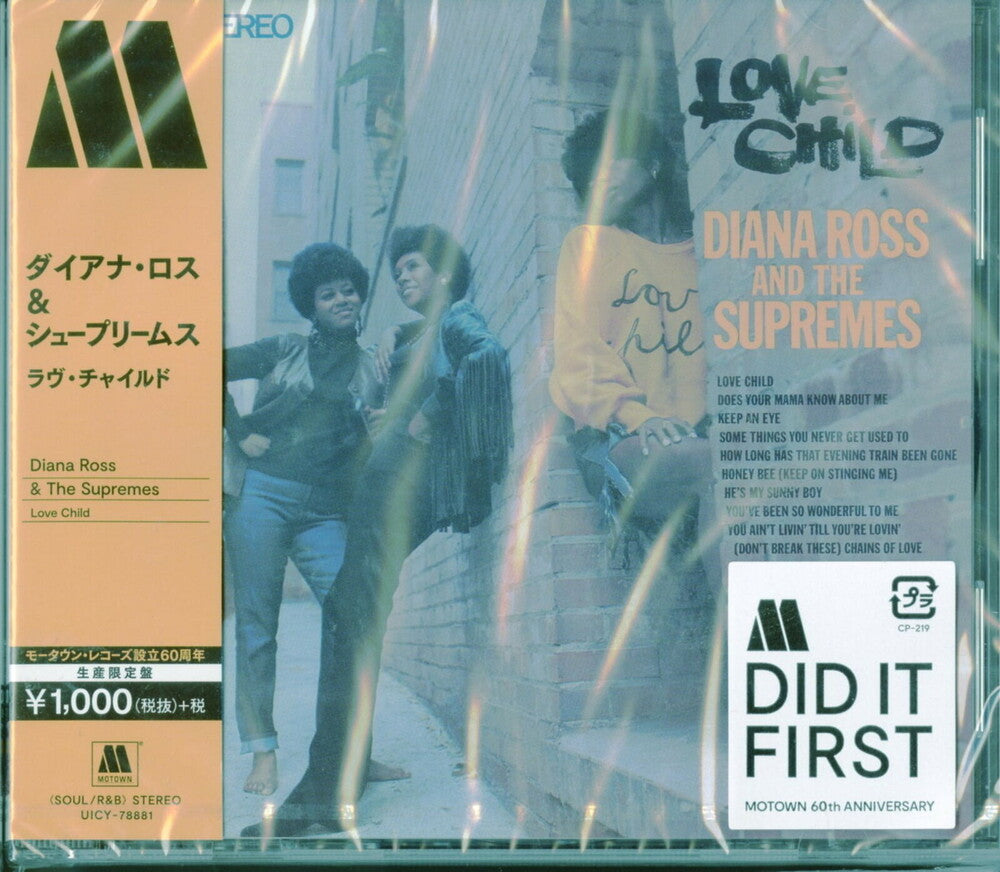 ダイアナ・ロス
&
シュープリームス
ラヴ・チャイルド
Diana Ross
& The Supremes
Love Child
モータウン・レコーズ設立60周年
生産限定盤
¥1,000(税抜)+税
MOTOWN
(SOUL/R&B) STEREO
UICY-78881
EREO
LOVE
CHILD
DIANA ROSS
AND THE
SUPREMES
Lov
hil
LOVE CHILD
DOES YOUR MAMA KNOW ABOUT ME
KEEP AN EYE
SOME THINGS YOU NEVER GET USED TO
HOW LONG HAS THAT EVENING TRAIN BEEN GONE
HONEY BEE (KEEP ON STINGING ME)
HE'S MY SUNNY BOY
YOU'VE BEEN SO WONDERFUL TO ME
YOU AIN'T LIVIN' TILL YOU'RE LOVIN'
(DON'T BREAK THESE) CHAINS OF LOVE
プラ
CP-219
DID IT
FIRST
MOTOWN 60th ANNIVERSARY